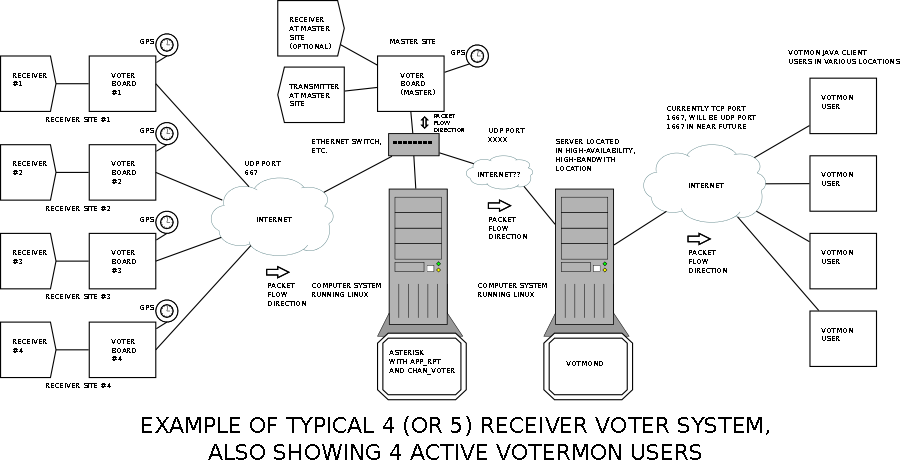 RECEIVER
AT MASTER
SITE
(OPTIONAL)
MASTER SITE
GPS
TRANSMITTER
AT MASTER
SITE
VOTER
BOARD
(MASTER)
PACKET
FLOW
DIRECTION
GPS
RECEIVER
#1
VOTER
BOARD
#1
RECEIVER SITE #1
GPS
RECEIVER
#2
VOTER
BOARD
#2
RECEIVER SITE #2
GPS
RECEIVER
#3
VOTER
BOARD
#3
RECEIVER SITE #3
GPS
RECEIVER
#4
VOTER
BOARD
#4
RECEIVER SITE #4
UDP PORT
667
INTERNET
PACKET
FLOW
DIRECTION
ETHERNET SWITCH,
ETC.
COMPUTER SYSTEM
RUNNING LINUX
ASTERISK
WITH APP_RPT
AND CHAN_VOTER
UDP PORT
XXXX
INTERNET??
PACKET
FLOW
DIRECTION
SERVER LOCATED
IN HIGH-AVAILABILITY,
HIGH-BANDWITH
LOCATION
COMPUTER SYSTEM
RUNNING LINUX
VOTMOND
CURRENTLY TCP PORT
1667, WILL BE UDP PORT
1667 IN NEAR FUTURE
INTERNET
PACKET
FLOW
DIRECTION
VOTMON JAVA CLIENT
USERS IN VARIOUS LOCATIONS
VOTMON
USER
VOTMON
USER
VOTMON
USER
VOTMON
USER
EXAMPLE OF TYPICAL 4 (OR 5) RECEIVER VOTER SYSTEM,
ALSO SHOWING 4 ACTIVE VOTERMON USERS